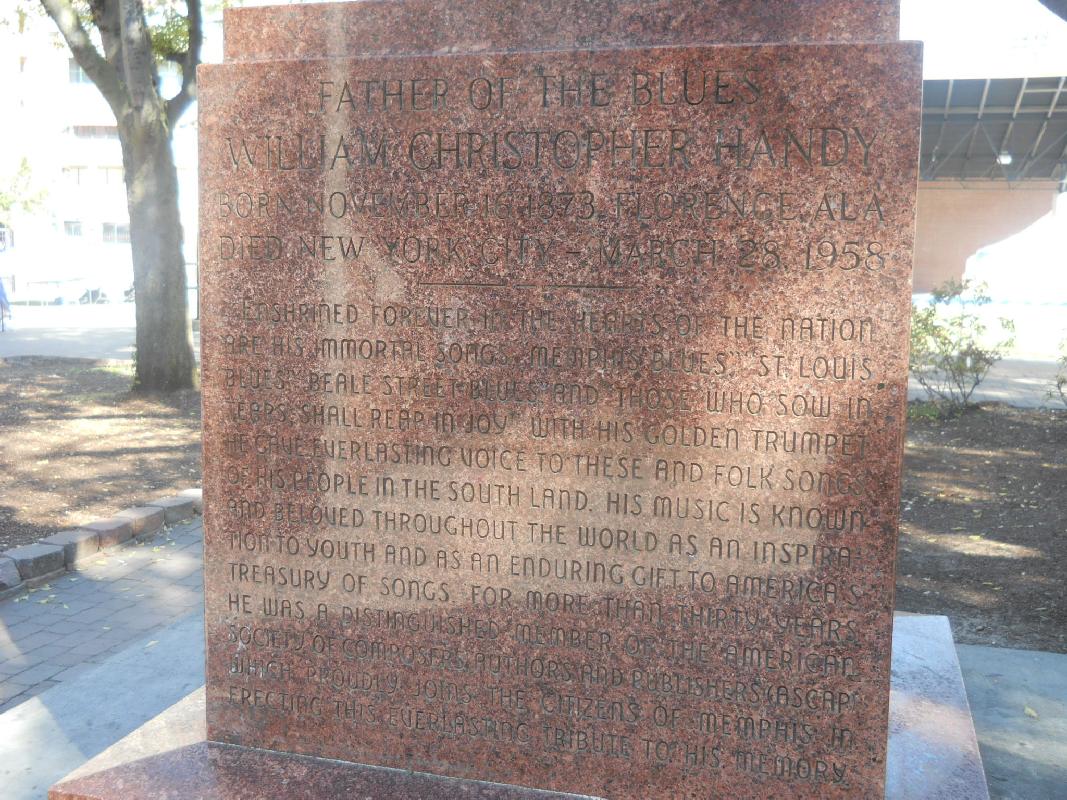 FATHER OF THE BLUES
WILLIAM CHRISTOPHER HANDY
BORN NOVEMBER 16 1873, FLORENCE, ALA
DIED NEW YORK CITY – MARCH 28, 1958
ENSHRINED FOREVER IN THE HEARTS OF THE NATION
ARE HIS IMMORTAL SONGS, "MEMPHIS BLUES," "ST. LOUIS
BLUES," "BEALE STREET BLUES" AND "THOSE WHO SOW IN
TEARS, SHALL REAP IN JOY" WITH HIS GOLDEN TRUMPET
HE GAVE EVERLASTING VOICE TO THESE AND FOLK SONGS
OF HIS PEOPLE IN THE SOUTH LAND. HIS MUSIC IS KNOWN
AND BELOVED THROUGHOUT THE WORLD AS AN INSPIRA-
TION TO YOUTH AND AS AN ENDURING GIFT TO AMERICA'S
TREASURY OF SONGS. FOR MORE THAN THIRTY YEARS
HE WAS A DISTINGUISHED MEMBER OF THE AMERICAN
SOCIETY OF COMPOSERS, AUTHORS AND PUBLISHERS (ASCAP)
WHICH PROUDLY JOINS THE CITIZENS OF MEMPHIS IN
ERECTING THIS EVERLASTING TRIBUTE TO HIS MEMORY.